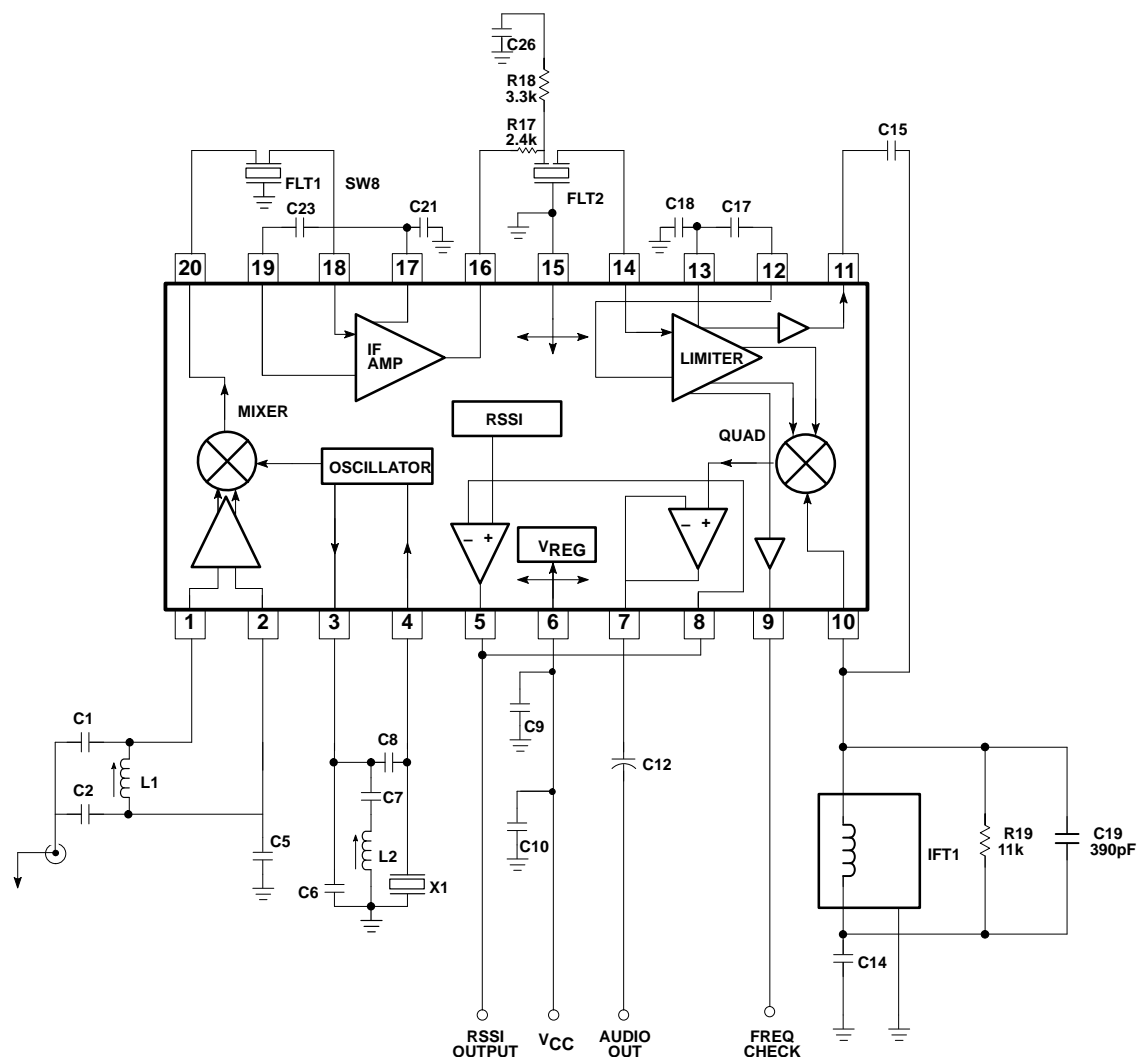 C26
R18
3.3k
R17
2.4k
C15
FLT1
SW8
FLT2
C23
C21
C18
C17
20
19
18
17
16
15
14
13
12
11
IF
AMP
LIMITER
MIXER
RSSI
QUAD
OSCILLATOR
– +
– +
VREG
1
2
3
4
5
6
7
8
9
10
C1
C2
L1
C5
C8
C7
L2
C6
X1
C9
C10
C12
IFT1
R19
11k
C19
390pF
C14
RSSI
OUTPUT
VCC
AUDIO
OUT
FREQ
CHECK